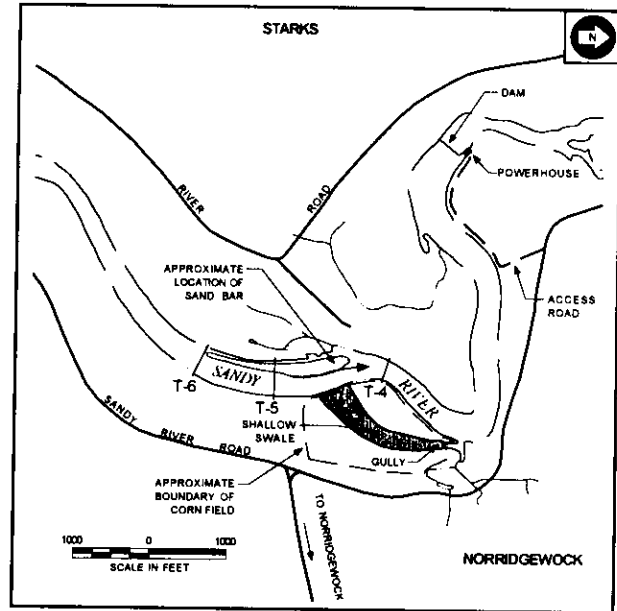 STARKS
N
DAM
POWERHOUSE
RIVER
ROAD
APPROXIMATE
LOCATION OF
SAND BAR
ACCESS
ROAD
T-6
SANDY
T-5
T-4
RIVER
SHALLOW
SWALE
SANDY
RIVER
ROAD
GULLY
APPROXIMATE
BOUNDARY OF
CORN FIELD
TO NORRIDGEWOCK
NORRIDGEWOCK
1000 0 1000
SCALE IN FEET